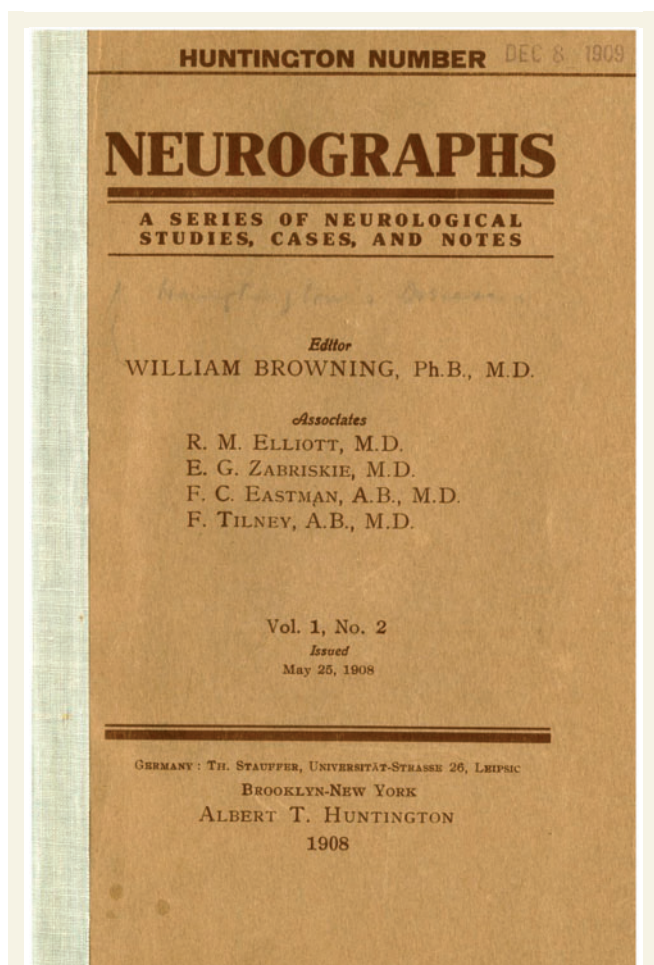 HUNTINGTON NUMBER DEC 8 1909
NEUROGRAPHS
A SERIES OF NEUROLOGICAL
STUDIES, CASES, AND NOTES
Editor
WILLIAM BROWNING, Ph.B., M.D.
Associates
R. M. ELLIOTT, M.D.
E. G. ZABRISKIE, M.D.
F. C. EASTMAN, A.B., M.D.
F. TILNEY, A.B., M.D.
Vol. 1, No. 2
Issued
May 25, 1908
GERMANY: TH. STAUFFER, UNIVERSITÄT-STRASSE 26, LEIPSIC
BROOKLYN-NEW YORK
ALBERT T. HUNTINGTON
1908